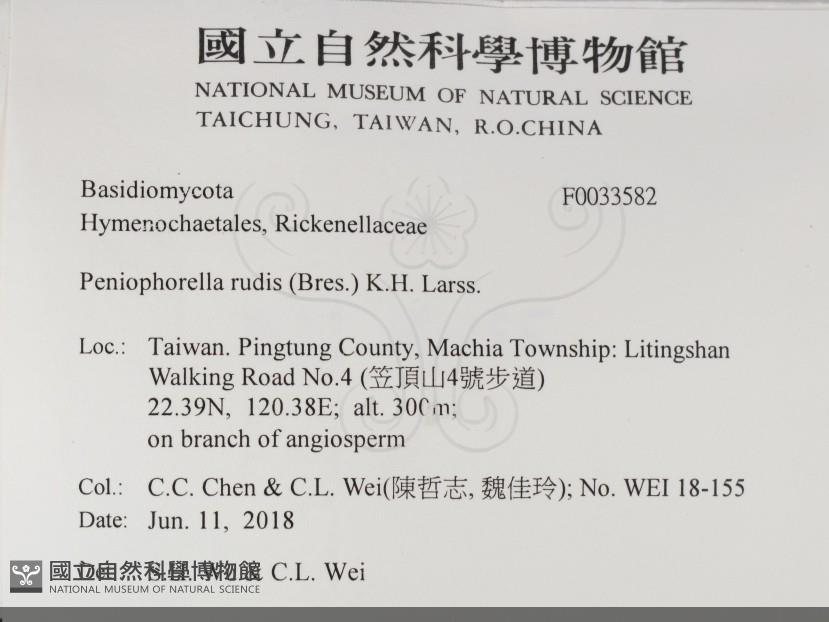 國立自然科學博物館
NATIONAL MUSEUM OF NATURAL SCIENCE
TAICHUNG, TAIWAN, R.O.CHINA
Basidiomycota F0033582
Hymenochaetales, Rickenellaceae
Peniophorella rudis (Bres.) K.H. Larss.
Loc.: Taiwan. Pingtung County, Machia Township: Litingshan
Walking Road No.4 (笠頂山4號步道)
22.39N, 120.38E; alt. 300m;
on branch of angiosperm
Col.: C.C. Chen & C.L. Wei(陳哲志, 魏佳玲); No. WEI 18-155
Date: Jun. 11, 2018
& C.L. Wei
國立自然科學博物館
NATIONAL MUSEUM OF NATURAL SCIENCE